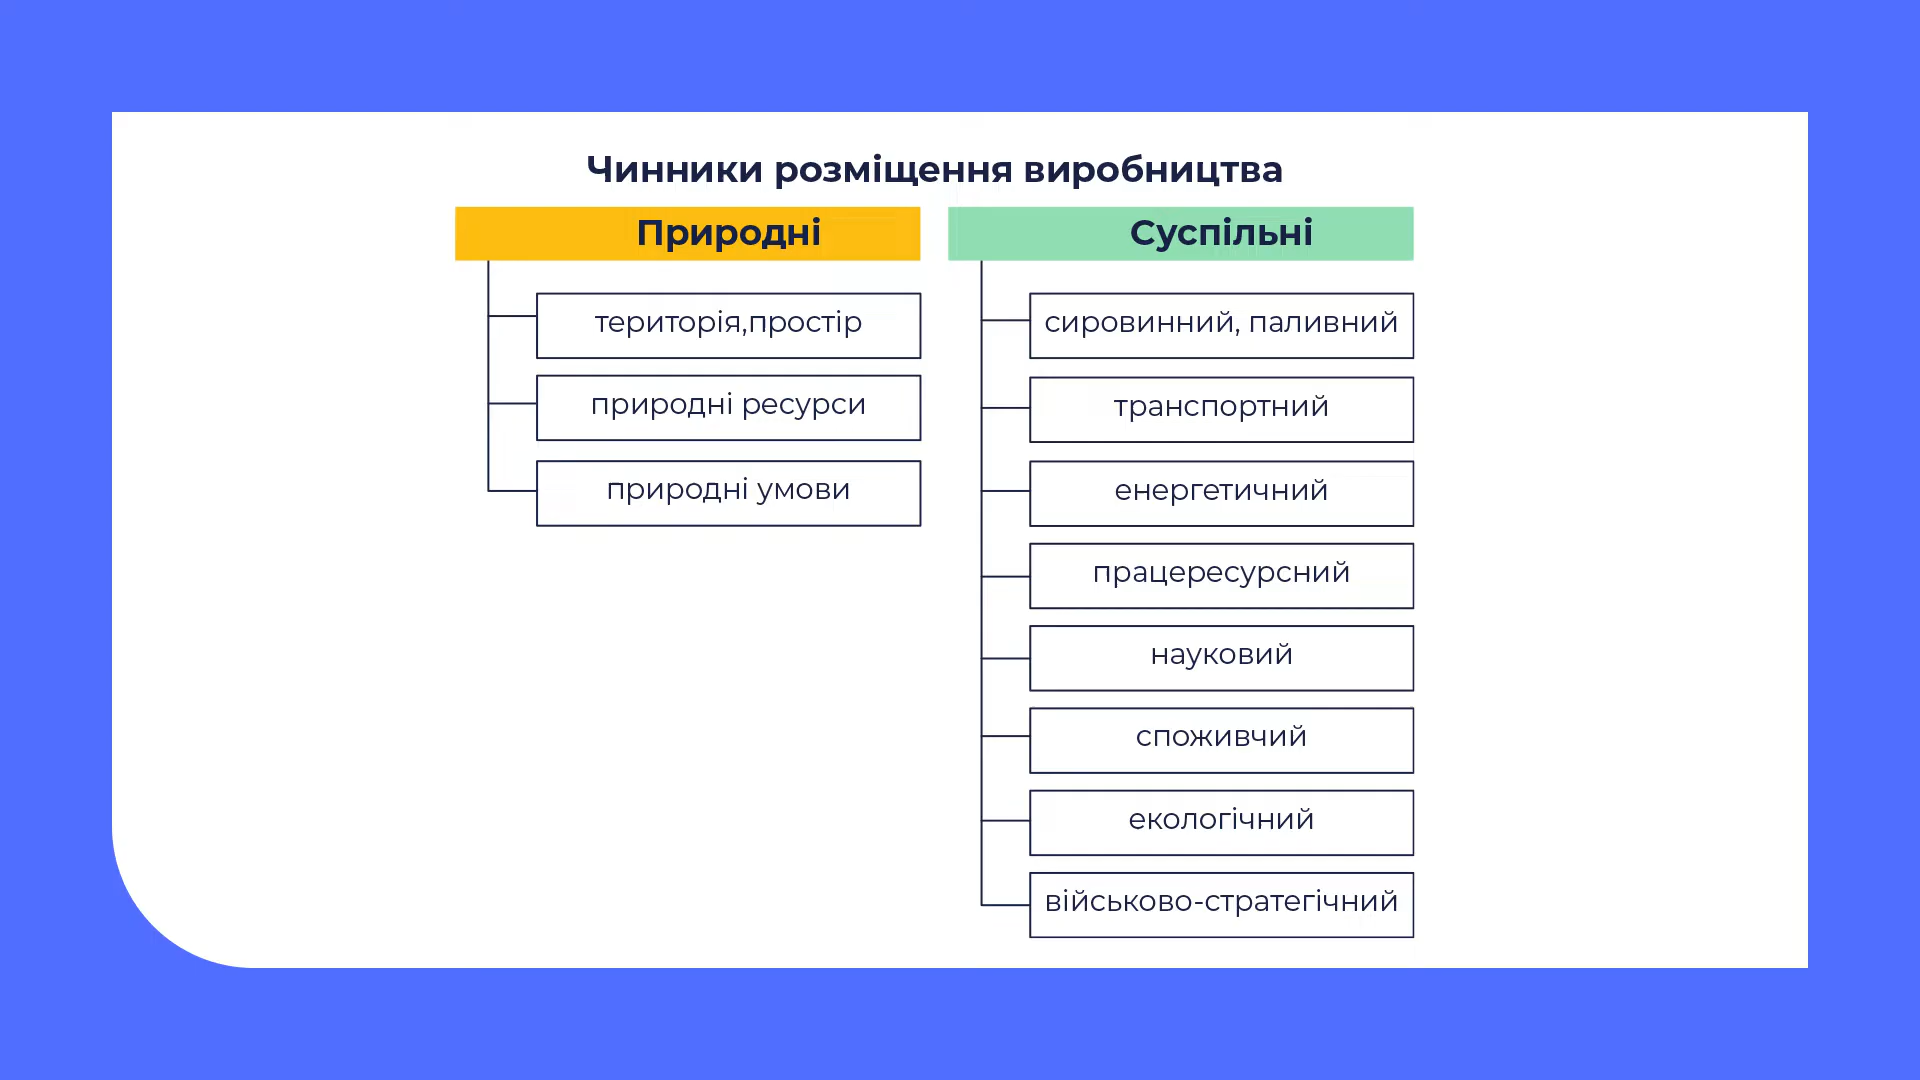 Чинники розміщення виробництва
Природні
територія,простір
природні ресурси
природні умови
Суспільні
сировинний, паливний
транспортний
енергетичний
працересурсний
науковий
споживчий
екологічний
військово-стратегічний